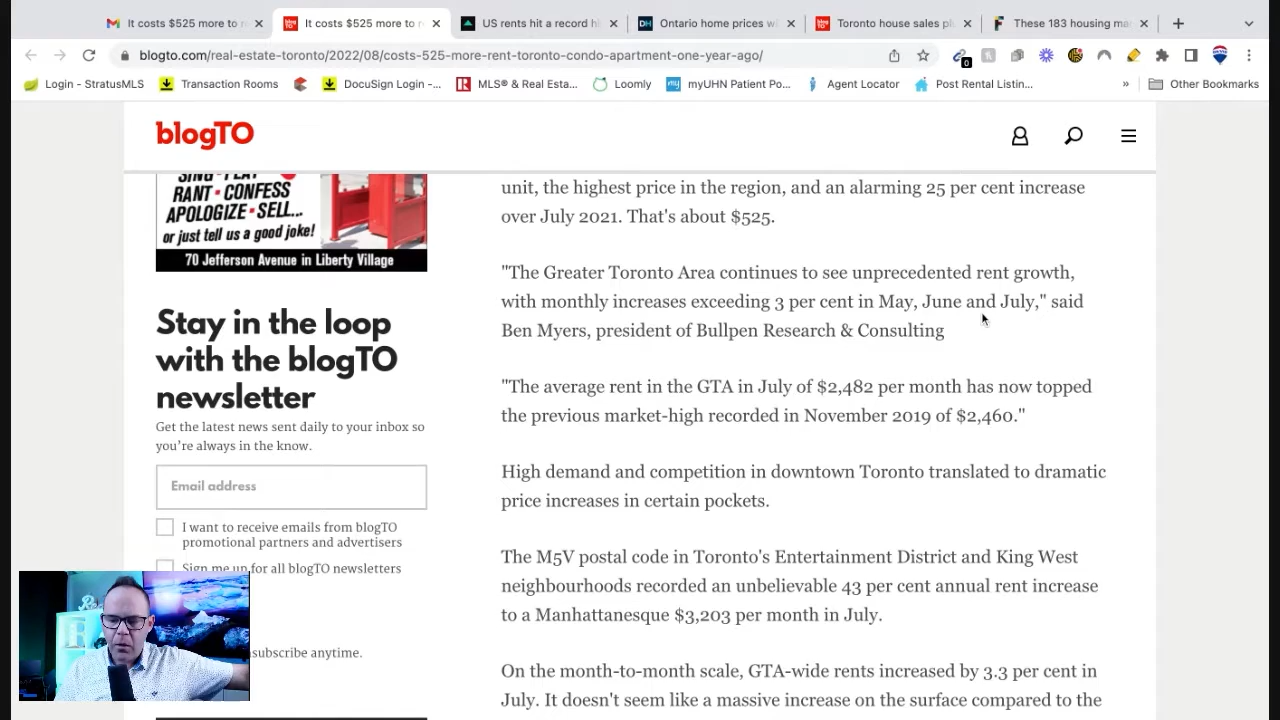 It costs $525 more to r
It costs $525 more to r
US rents hit a record hi
Ontario home prices wi
Toronto house sales pl
These 183 housing mar
blogto.com/real-estate-toronto/2022/08/costs-525-more-rent-toronto-condo-apartment-one-year-ago/
Login - StratusMLS
Transaction Rooms
DocuSign -...
MLS® & Real Esta...
Loomly
myUHN Patient Po...
Agent Locator
Post Rental Listin...
»
Other Bookmarks
blogTO
SING - FLAT
RANT · CONFESS
APOLOGIZE · SELL...
or just tell us a good joke!
70 Jefferson Avenue in Liberty Village
Stay in the loop
with the blogTO
newsletter
Get the latest news sent daily to your inbox so
you're always in the know.
Email address
I want to receive emails from blogTO
promotional partners and advertisers
Sign me up for all blogTO newsletters
subscribe anytime.
unit, the highest price in the region, and an alarming 25 per cent increase
over July 2021. That's about $525.
"The Greater Toronto Area continues to see unprecedented rent growth,
with monthly increases exceeding 3 per cent in May, June and July," said
Ben Myers, president of Bullpen Research & Consulting
"The average rent in the GTA in July of $2,482 per month has now topped
the previous market-high recorded in November 2019 of $2,460."
High demand and competition in downtown Toronto translated to dramatic
price increases in certain pockets.
The M5V postal code in Toronto's Entertainment District and King West
neighbourhoods recorded an unbelievable 43 per cent annual rent increase
to a Manhattanesque $3,203 per month in July.
On the month-to-month scale, GTA-wide rents increased by 3.3 per cent in
July. It doesn't seem like a massive increase on the surface compared to the